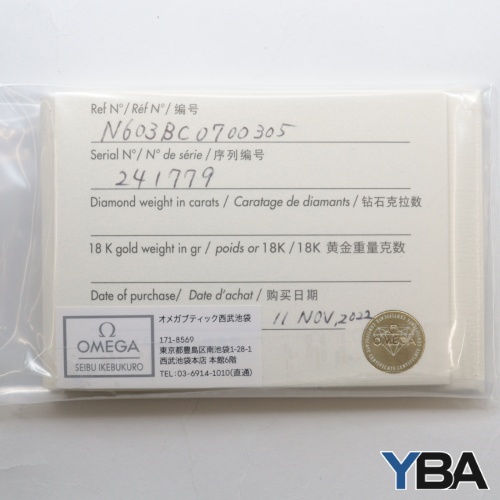 Ref N°/ Réf N°/ 编号
N603BC0700305
Serial N°/ N° de série/ 序列编号
241779
Diamond weight in carats / Caratage de diamants / 钻石克拉数
18 K gold weight in gr / poids or 18K / 18K 黄金重量克数
Date of purchase/ Date d'achat / 购买日期
11 NOV, 2022
Ω
OMEGA
SEIBU IKEBUKURO
オメガブティック西武池袋
171-8569
東京都豊島区南池袋1-28-1
西武池袋本店 本館6階
TEL:03-6914-1010(直通)
OMEGA
YBA